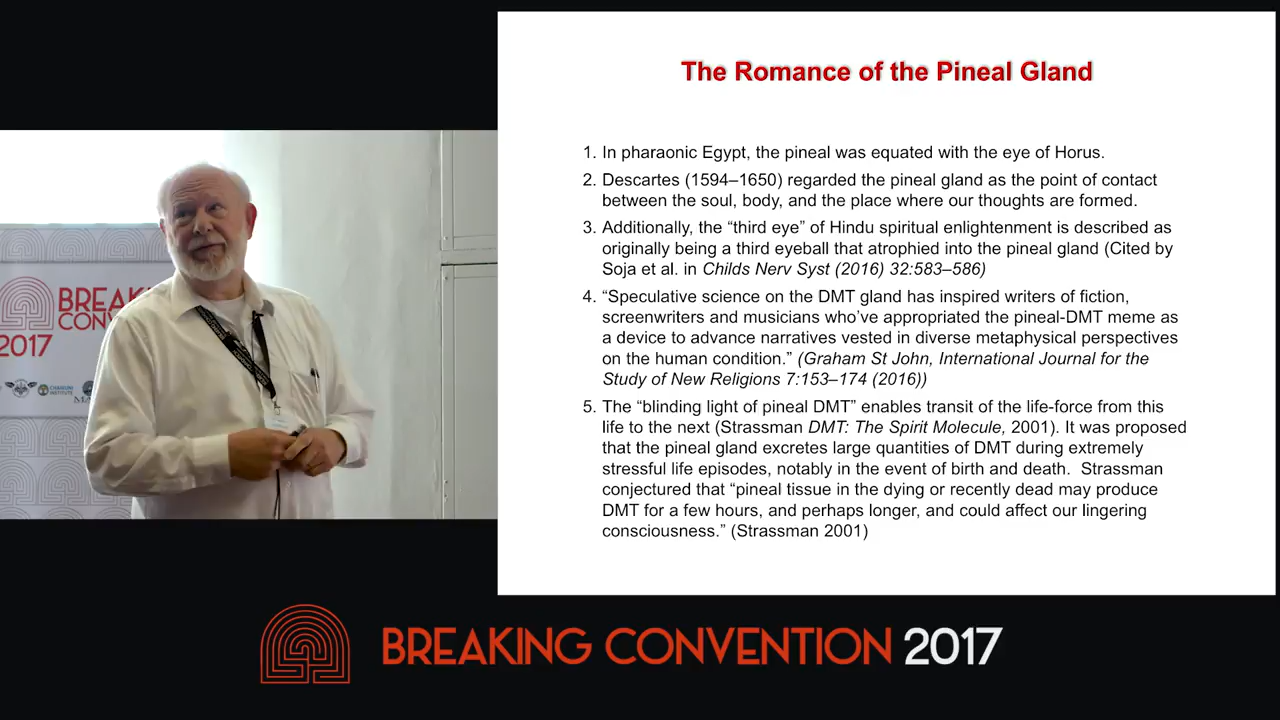 The Romance of the Pineal Gland
1. In pharaonic Egypt, the pineal was equated with the eye of Horus.
2. Descartes (1594–1650) regarded the pineal gland as the point of contact
between the soul, body, and the place where our thoughts are formed.
3. Additionally, the “third eye” of Hindu spiritual enlightenment is described as
originally being a third eyeball that atrophied into the pineal gland (Cited by
Soja et al. in Childs Nerv Syst (2016) 32:583–586)
4. “Speculative science on the DMT gland has inspired writers of fiction,
screenwriters and musicians who’ve appropriated the pineal-DMT meme as
a device to advance narratives vested in diverse metaphysical perspectives
on the human condition.” (Graham St John, International Journal for the
Study of New Religions 7:153–174 (2016))
5. The “blinding light of pineal DMT” enables transit of the life-force from this
life to the next (Strassman DMT: The Spirit Molecule, 2001). It was proposed
that the pineal gland excretes large quantities of DMT during extremely
stressful life episodes, notably in the event of birth and death. Strassman
conjectured that “pineal tissue in the dying or recently dead may produce
DMT for a few hours, and perhaps longer, and could affect our lingering
consciousness.” (Strassman 2001)
BREAKING
CONV
2017
BREAKING CONVENTION 2017